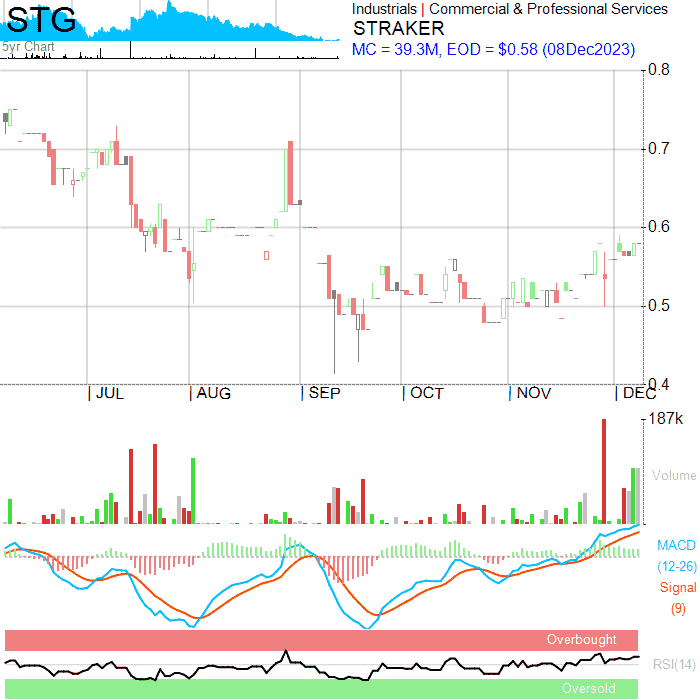 STG
5yr Chart
Industrials | Commercial & Professional Services
STRAKER
MC = 39.3M, EOD = $0.58 (08Dec2023)
0.8
0.7
0.6
0.5
0.4
JUL AUG SEP OCT NOV DEC
187k
Volume
MACD
(12-26)
Signal
(9)
Overbought
RSI(14)
Oversold